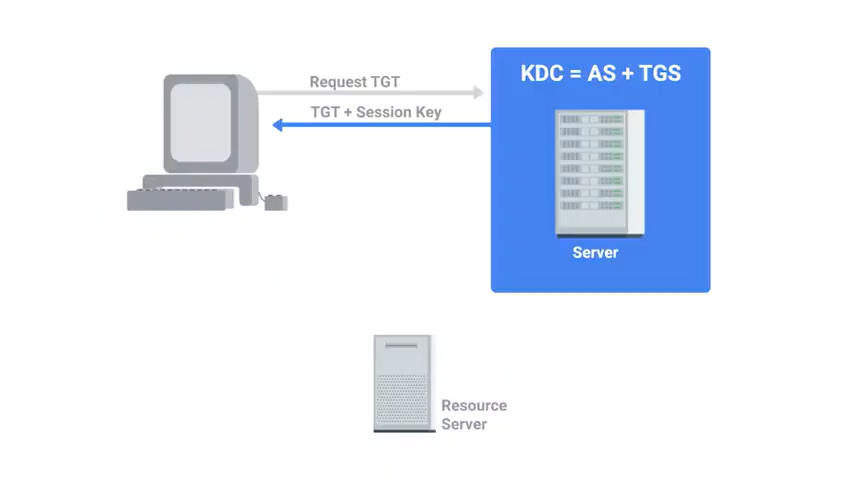 KDC = AS + TGS
Request TGT
TGT + Session Key
Server
Resource
Server